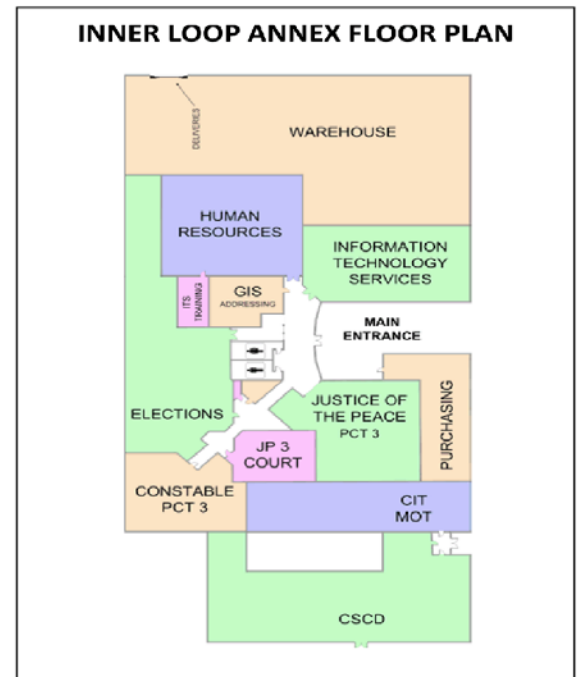 INNER LOOP ANNEX FLOOR PLAN
DELIVERIES
WAREHOUSE
HUMAN
RESOURCES
INFORMATION
TECHNOLOGY
SERVICES
ITS
TRAINING
GIS
ADDRESSING
MAIN
ENTRANCE
ELECTIONS
JUSTICE OF
THE PEACE
PCT 3
PURCHASING
JP 3
COURT
CONSTABLE
PCT 3
CIT
MOT
CSCD